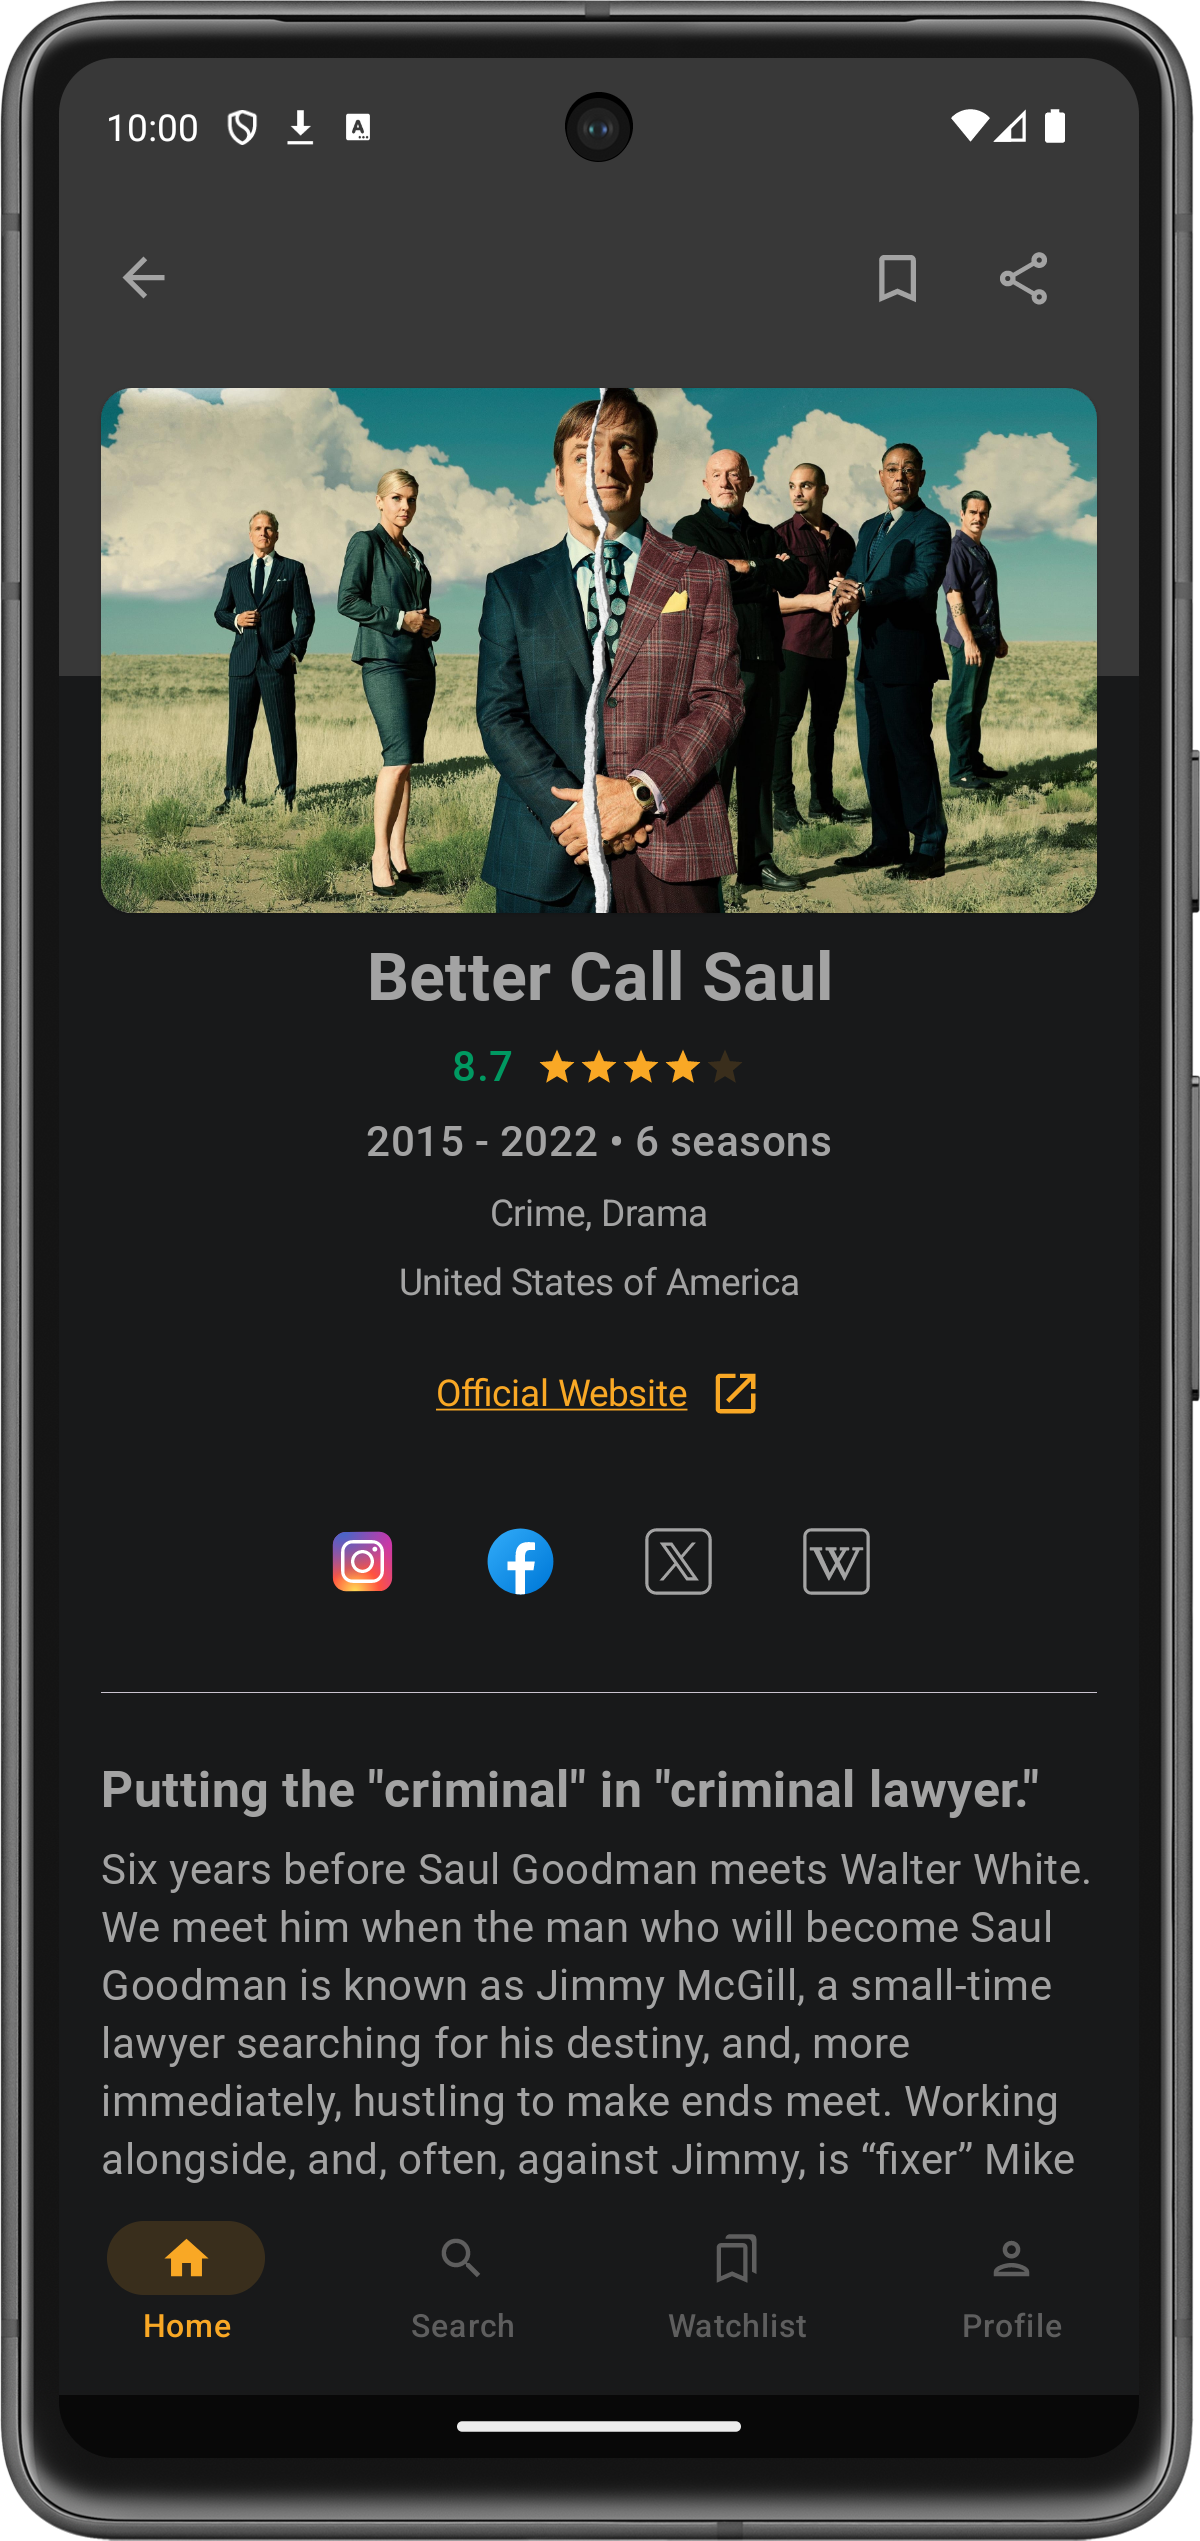 10:00
Better Call Saul
8.7
2015 - 2022 • 6 seasons
Crime, Drama
United States of America
Official Website
Putting the "criminal" in "criminal lawyer."
Six years before Saul Goodman meets Walter White.
We meet him when the man who will become Saul
Goodman is known as Jimmy McGill, a small-time
lawyer searching for his destiny, and, more
immediately, hustling to make ends meet. Working
alongside, and, often, against Jimmy, is “fixer” Mike
Home
Search
Watchlist
Profile